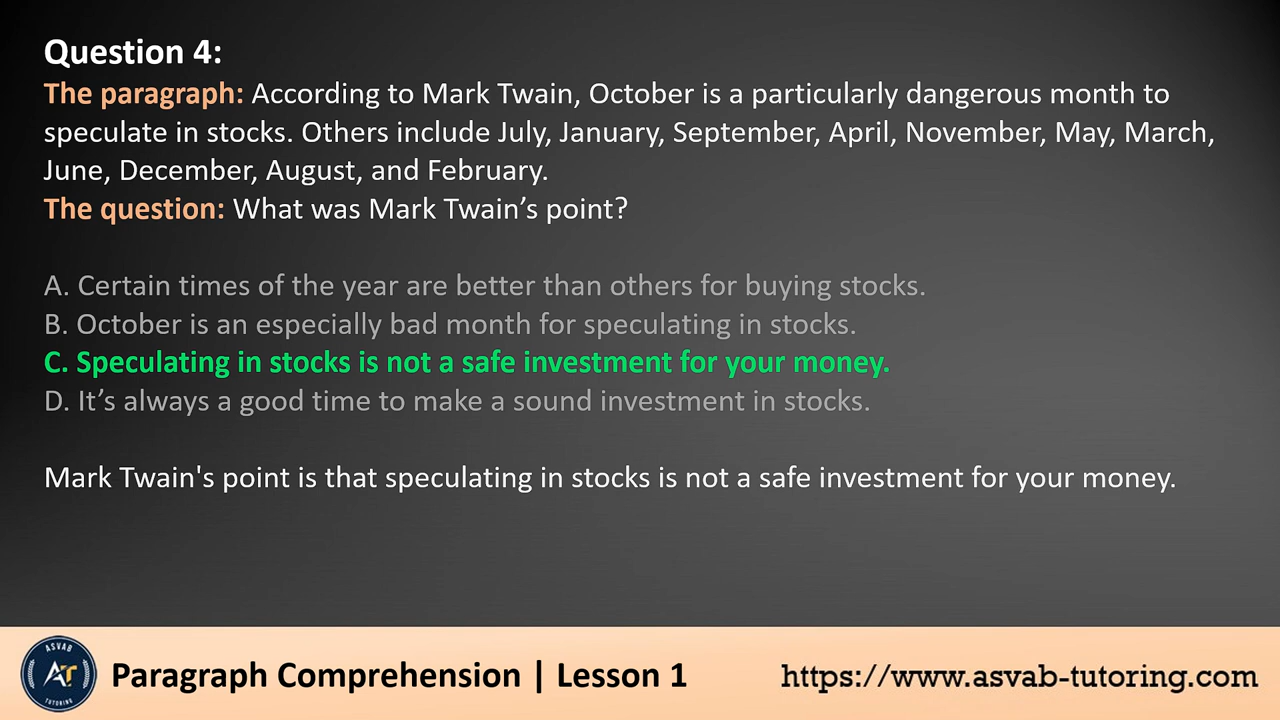 Question 4:
The paragraph: According to Mark Twain, October is a particularly dangerous month to
speculate in stocks. Others include July, January, September, April, November, May, March,
June, December, August, and February.
The question: What was Mark Twain’s point?
A. Certain times of the year are better than others for buying stocks.
B. October is an especially bad month for speculating in stocks.
C. Speculating in stocks is not a safe investment for your money.
D. It’s always a good time to make a sound investment in stocks.
Mark Twain's point is that speculating in stocks is not a safe investment for your money.
ASVAB
AT
TUTORING
Paragraph Comprehension | Lesson 1
https://www.asvab-tutoring.com